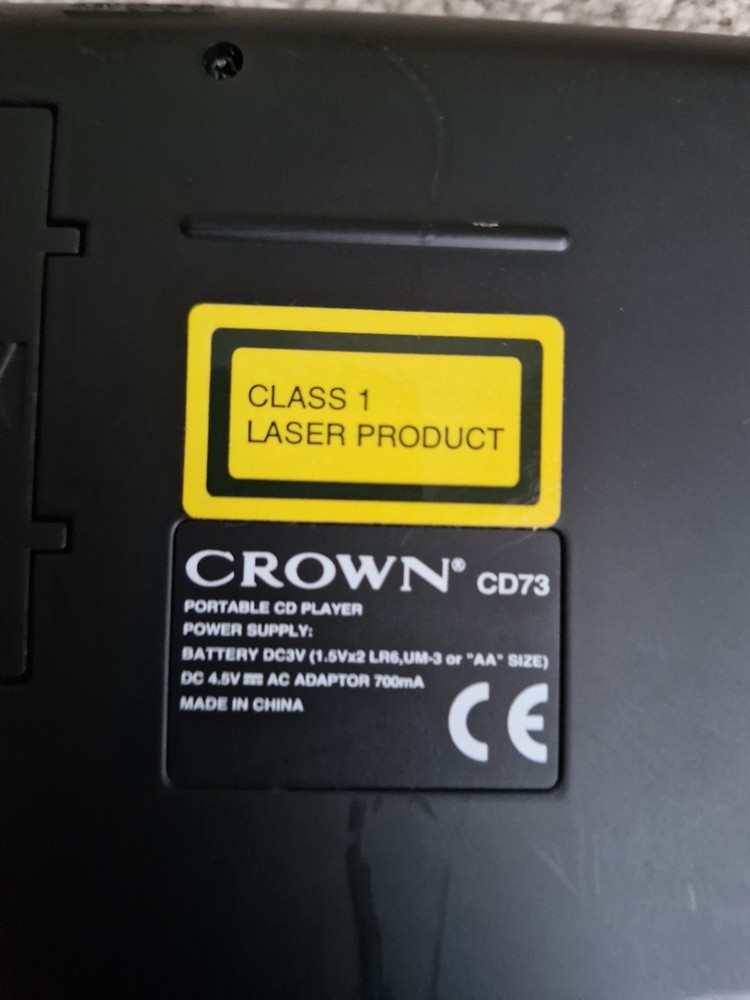 CLASS 1
LASER PRODUCT
CROWN® CD73
PORTABLE CD PLAYER
POWER SUPPLY:
BATTERY DC3V (1.5Vx2 LR6,UM-3 or "AA" SIZE)
DC 4.5V ⎓ AC ADAPTOR 700mA
MADE IN CHINA
CE